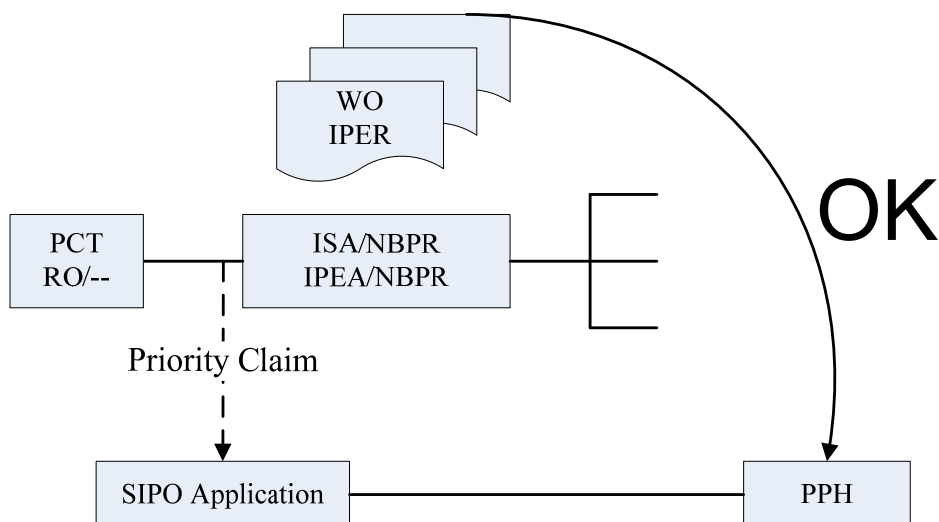 WO
IPER
OK
PCT
RO/--
ISA/NBPR
IPEA/NBPR
Priority Claim
SIPO Application
PPH